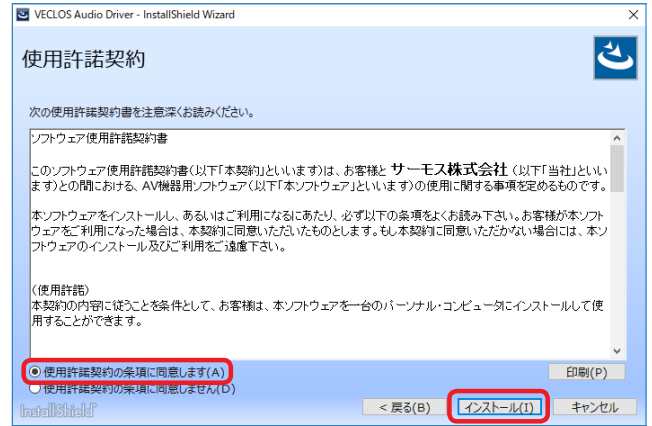 VECLOS Audio Driver - InstallShield Wizard
使用許諾契約
次の使用許諾契約書を注意深くお読みください。
ソフトウェア使用許諾契約書
このソフトウェア使用許諾契約書(以下「本契約」といいます)は、お客様と サーモス株式会社 (以下「当社」といい
ます)との間における、AV機器用ソフトウェア(以下「本ソフトウェア」といいます)の使用に関する事項を定めるものです。
本ソフトウェアをインストールし、あるいはご利用になるにあたり、必ず以下の条項をよくお読み下さい。お客様が本ソフト
ウェアをご利用になった場合は、本契約に同意いただいたものとします。もし本契約に同意いただかない場合には、本ソ
フトウェアのインストール及びご利用をご遠慮下さい。
(使用許諾)
本契約の内容に従うことを条件として、お客様は、本ソフトウェアを一台のパーソナル・コンピュータにインストールして使
用することができます。
使用許諾契約の条項に同意します(A)
印刷(P)
使用許諾契約の条項に同意しません(D)
InstallShield
< 戻る(B)
インストール(I)
キャンセル